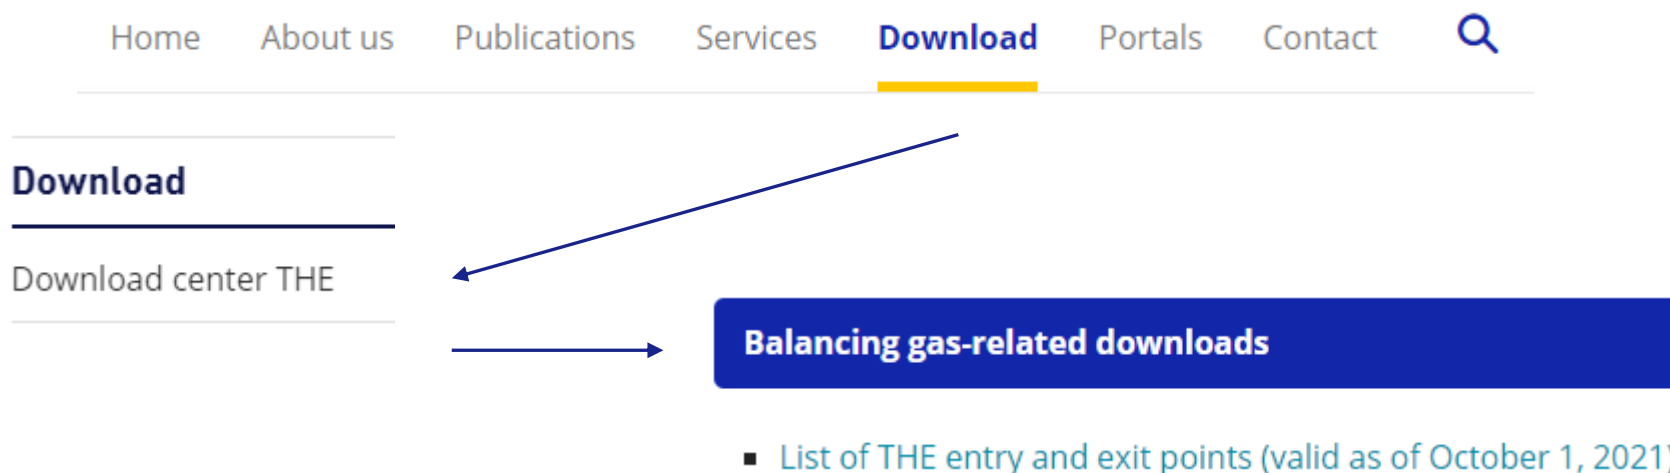 Home About us Publications Services Download Portals Contact
Download
Download center THE
Balancing gas-related downloads
▪ List of THE entry and exit points (valid as of October 1, 2021)